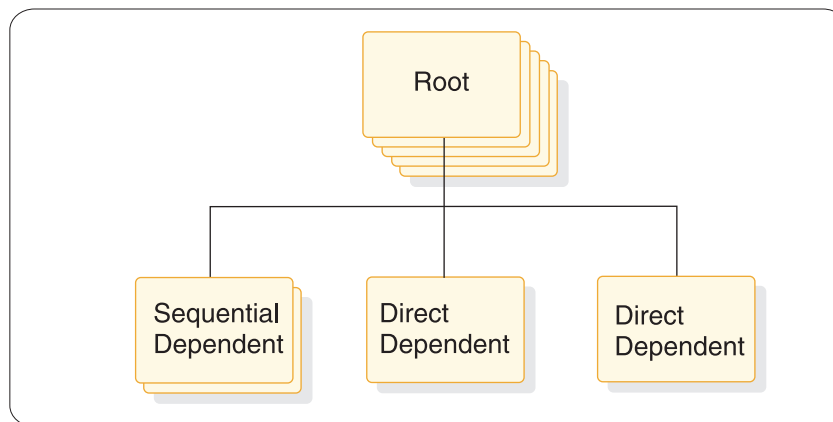 Root
Sequential
Dependent
Direct
Dependent
Direct
Dependent